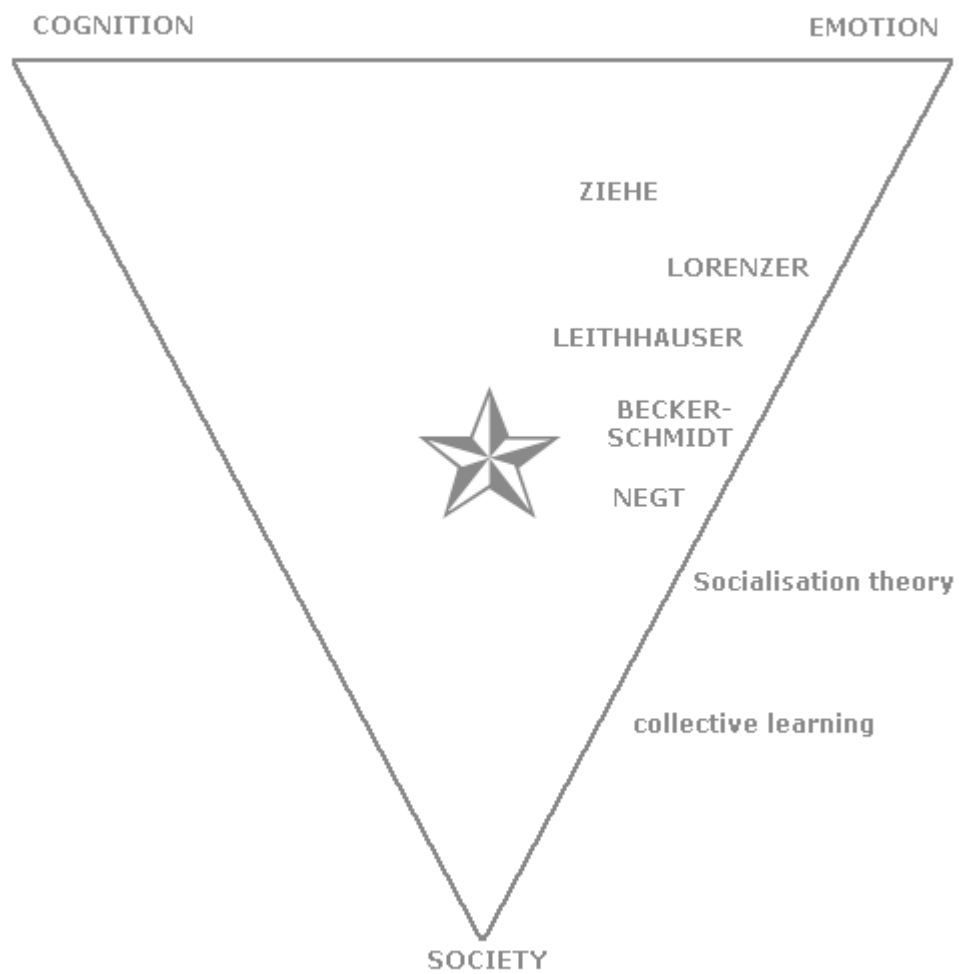 COGNITION
EMOTION
ZIEHE
LORENZER
LEITHHAUSER
BECKER-
SCHMIDT
NEGT
Socialisation theory
collective learning
SOCIETY